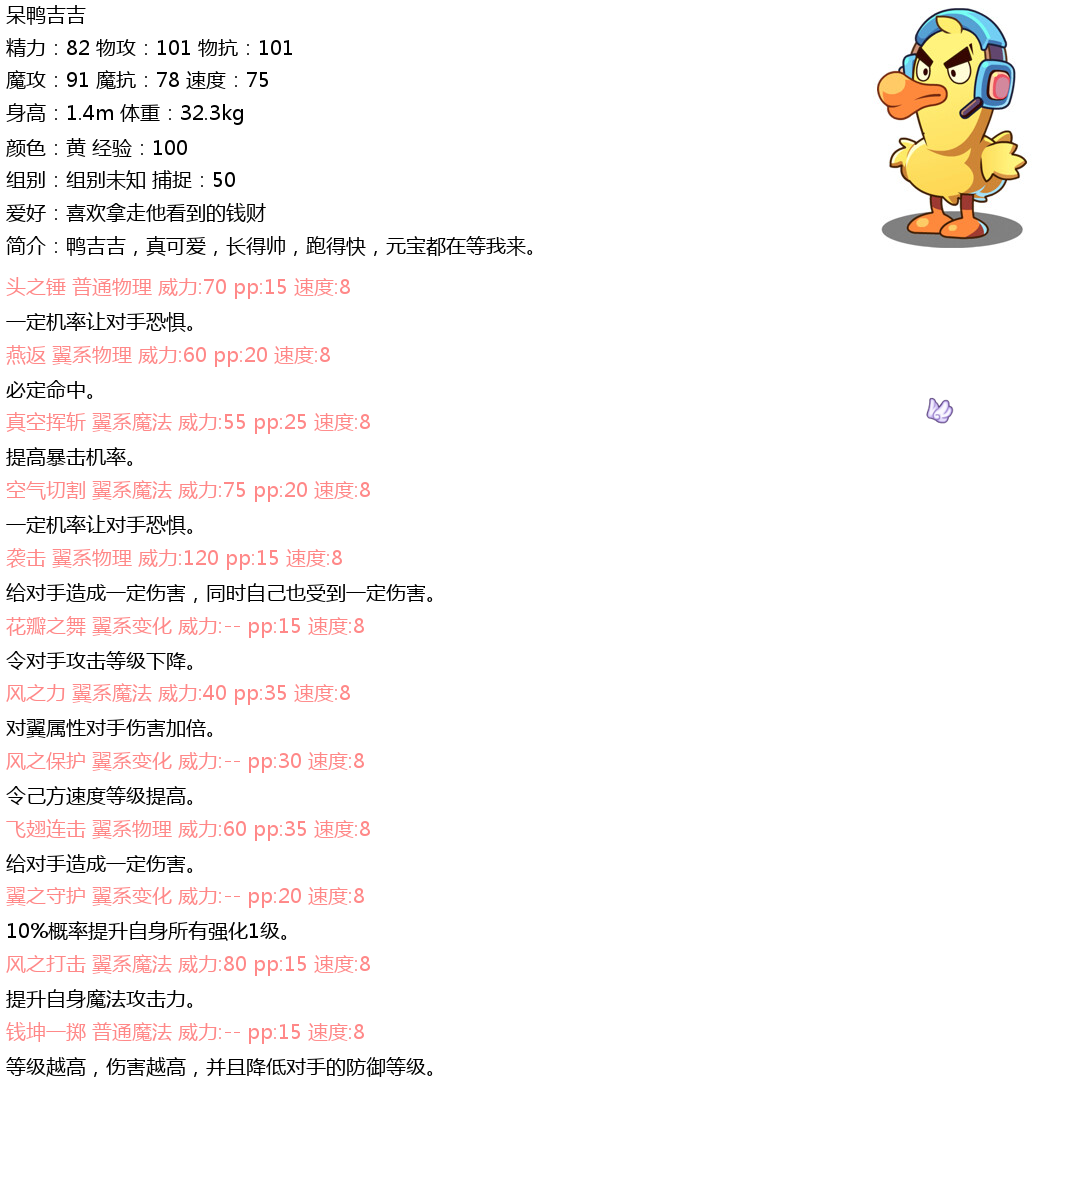 呆鸭吉吉
精力：82 物攻：101 物抗：101
魔攻：91 魔抗：78 速度：75
身高：1.4m 体重：32.3kg
颜色：黄 经验：100
组别：组别未知 捕捉：50
爱好：喜欢拿走他看到的钱财
简介：鸭吉吉，真可爱，长得帅，跑得快，元宝都在等我来。
头之锤 普通物理 威力:70 pp:15 速度:8
一定机率让对手恐惧。
燕返 翼系物理 威力:60 pp:20 速度:8
必定命中。
真空挥斩 翼系魔法 威力:55 pp:25 速度:8
提高暴击机率。
空气切割 翼系魔法 威力:75 pp:20 速度:8
一定机率让对手恐惧。
袭击 翼系物理 威力:120 pp:15 速度:8
给对手造成一定伤害，同时自己也受到一定伤害。
花瓣之舞 翼系变化 威力:-- pp:15 速度:8
令对手攻击等级下降。
风之力 翼系魔法 威力:40 pp:35 速度:8
对翼属性对手伤害加倍。
风之保护 翼系变化 威力:-- pp:30 速度:8
令己方速度等级提高。
飞翅连击 翼系物理 威力:60 pp:35 速度:8
给对手造成一定伤害。
翼之守护 翼系变化 威力:-- pp:20 速度:8
10%概率提升自身所有强化1级。
风之打击 翼系魔法 威力:80 pp:15 速度:8
提升自身魔法攻击力。
钱坤一掷 普通魔法 威力:-- pp:15 速度:8
等级越高，伤害越高，并且降低对手的防御等级。